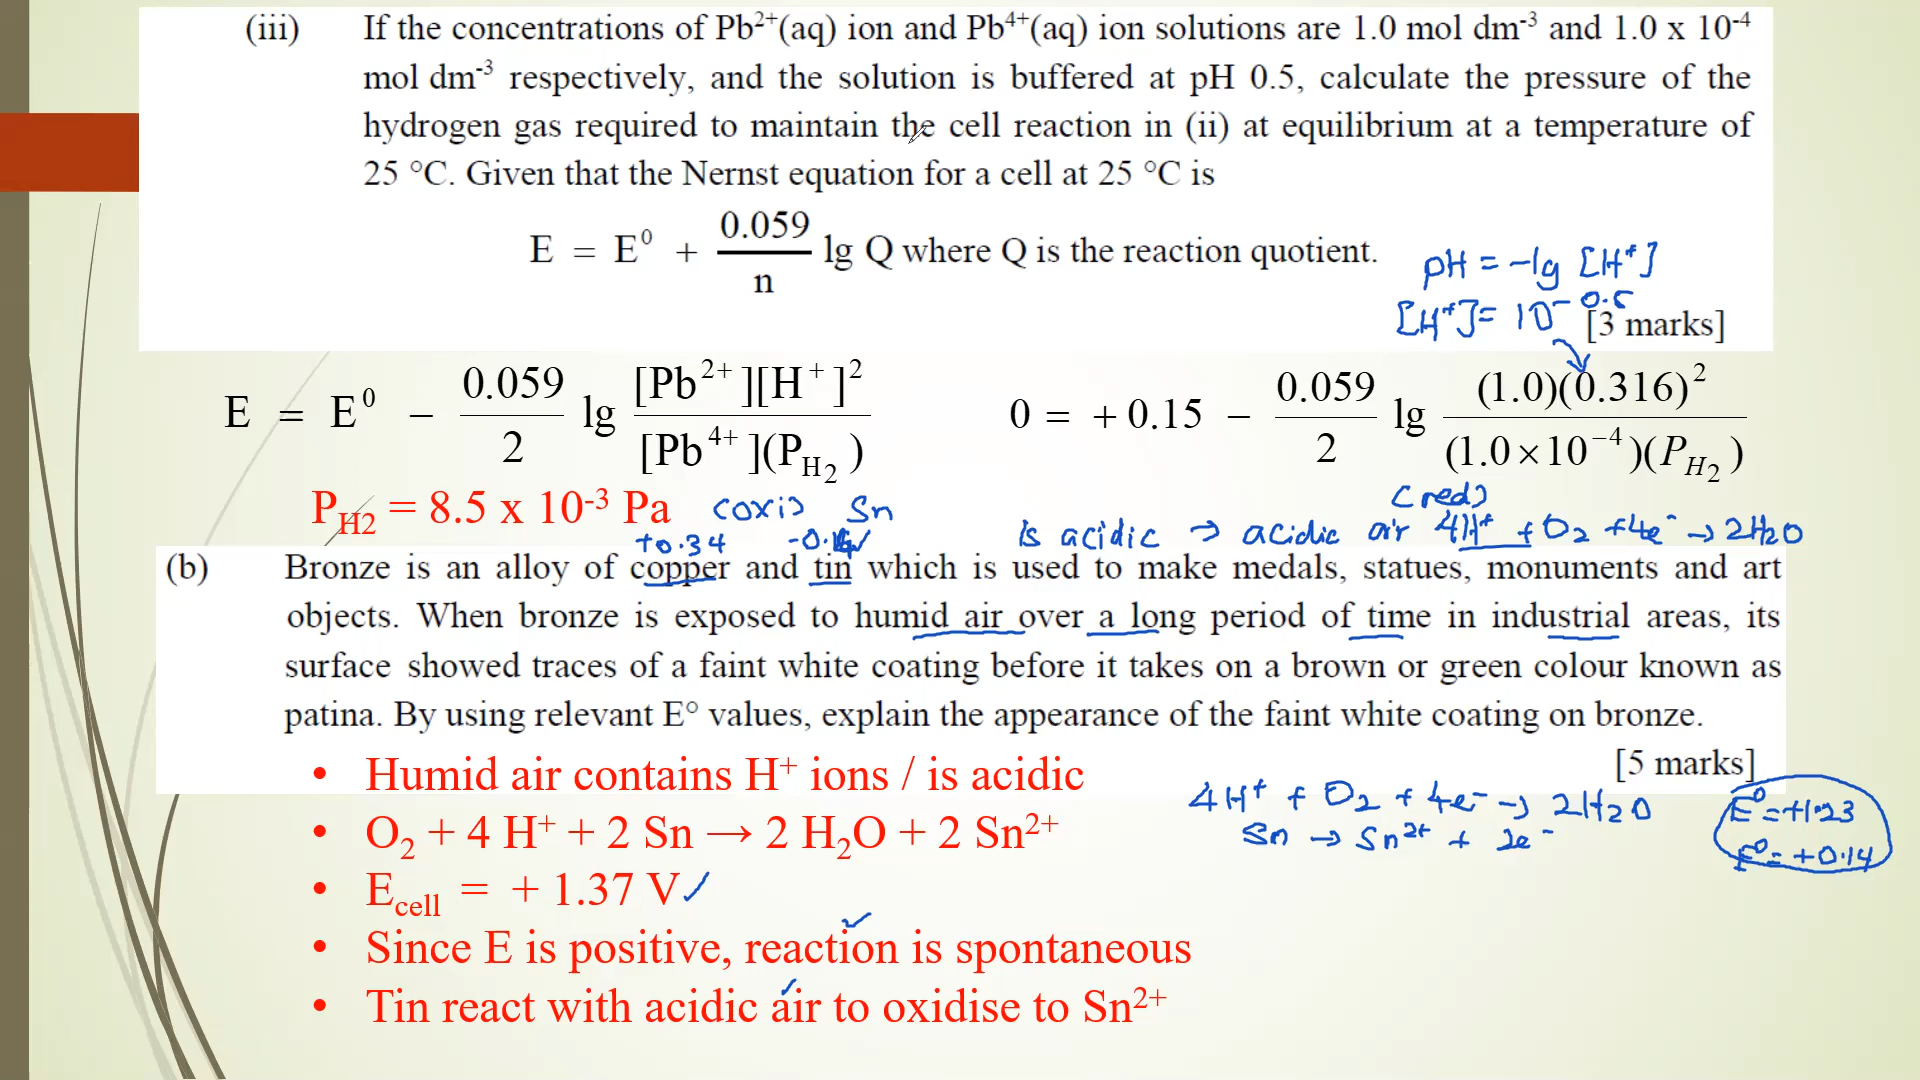 (iii) If the concentrations of Pb²⁺(aq) ion and Pb⁴⁺(aq) ion solutions are 1.0 mol dm⁻³ and 1.0 x 10⁻⁴
mol dm⁻³ respectively, and the solution is buffered at pH 0.5, calculate the pressure of the
hydrogen gas required to maintain the cell reaction in (ii) at equilibrium at a temperature of
25 °C. Given that the Nernst equation for a cell at 25 °C is
E = E⁰ + 0.059/n lg Q where Q is the reaction quotient.
pH = -lg [H⁺]
[H⁺] = 10⁻⁰·⁵
[3 marks]
E = E⁰ − 0.059/2 lg [Pb²⁺][H⁺]²/[Pb⁴⁺](P_H₂)
0 = + 0.15 − 0.059/2 lg (1.0)(0.316)²/(1.0×10⁻⁴)(P_H₂)
P_H2 = 8.5 x 10⁻³ Pa
(oxi) Sn
(red)
is acidic → acidic air 4H⁺ + O₂ + 4e⁻ → 2H₂O
+0.34 -0.14
(b) Bronze is an alloy of copper and tin which is used to make medals, statues, monuments and art
objects. When bronze is exposed to humid air over a long period of time in industrial areas, its
surface showed traces of a faint white coating before it takes on a brown or green colour known as
patina. By using relevant E° values, explain the appearance of the faint white coating on bronze.
[5 marks]
• Humid air contains H⁺ ions / is acidic
4H⁺ + O₂ + 4e⁻ → 2H₂O E⁰ = +1.23
• O₂ + 4 H⁺ + 2 Sn → 2 H₂O + 2 Sn²⁺
Sn → Sn²⁺ + 2e⁻ E⁰ = +0.14
• E_cell = + 1.37 V ✓
• Since E is positive, reaction is spontaneous
• Tin react with acidic air to oxidise to Sn²⁺